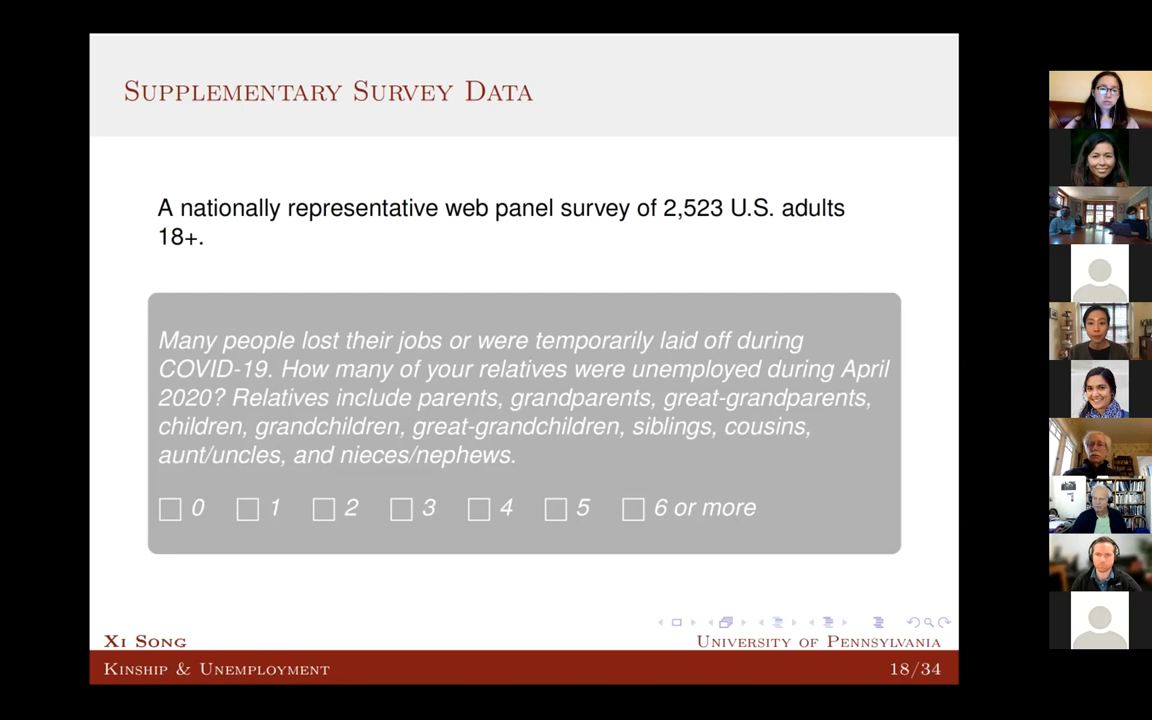 Supplementary Survey Data
A nationally representative web panel survey of 2,523 U.S. adults
18+.
Many people lost their jobs or were temporarily laid off during
COVID-19. How many of your relatives were unemployed during April
2020? Relatives include parents, grandparents, great-grandparents,
children, grandchildren, great-grandchildren, siblings, cousins,
aunt/uncles, and nieces/nephews.
0 1 2 3 4 5 6 or more
Xi Song University of Pennsylvania
Kinship & Unemployment 18/34